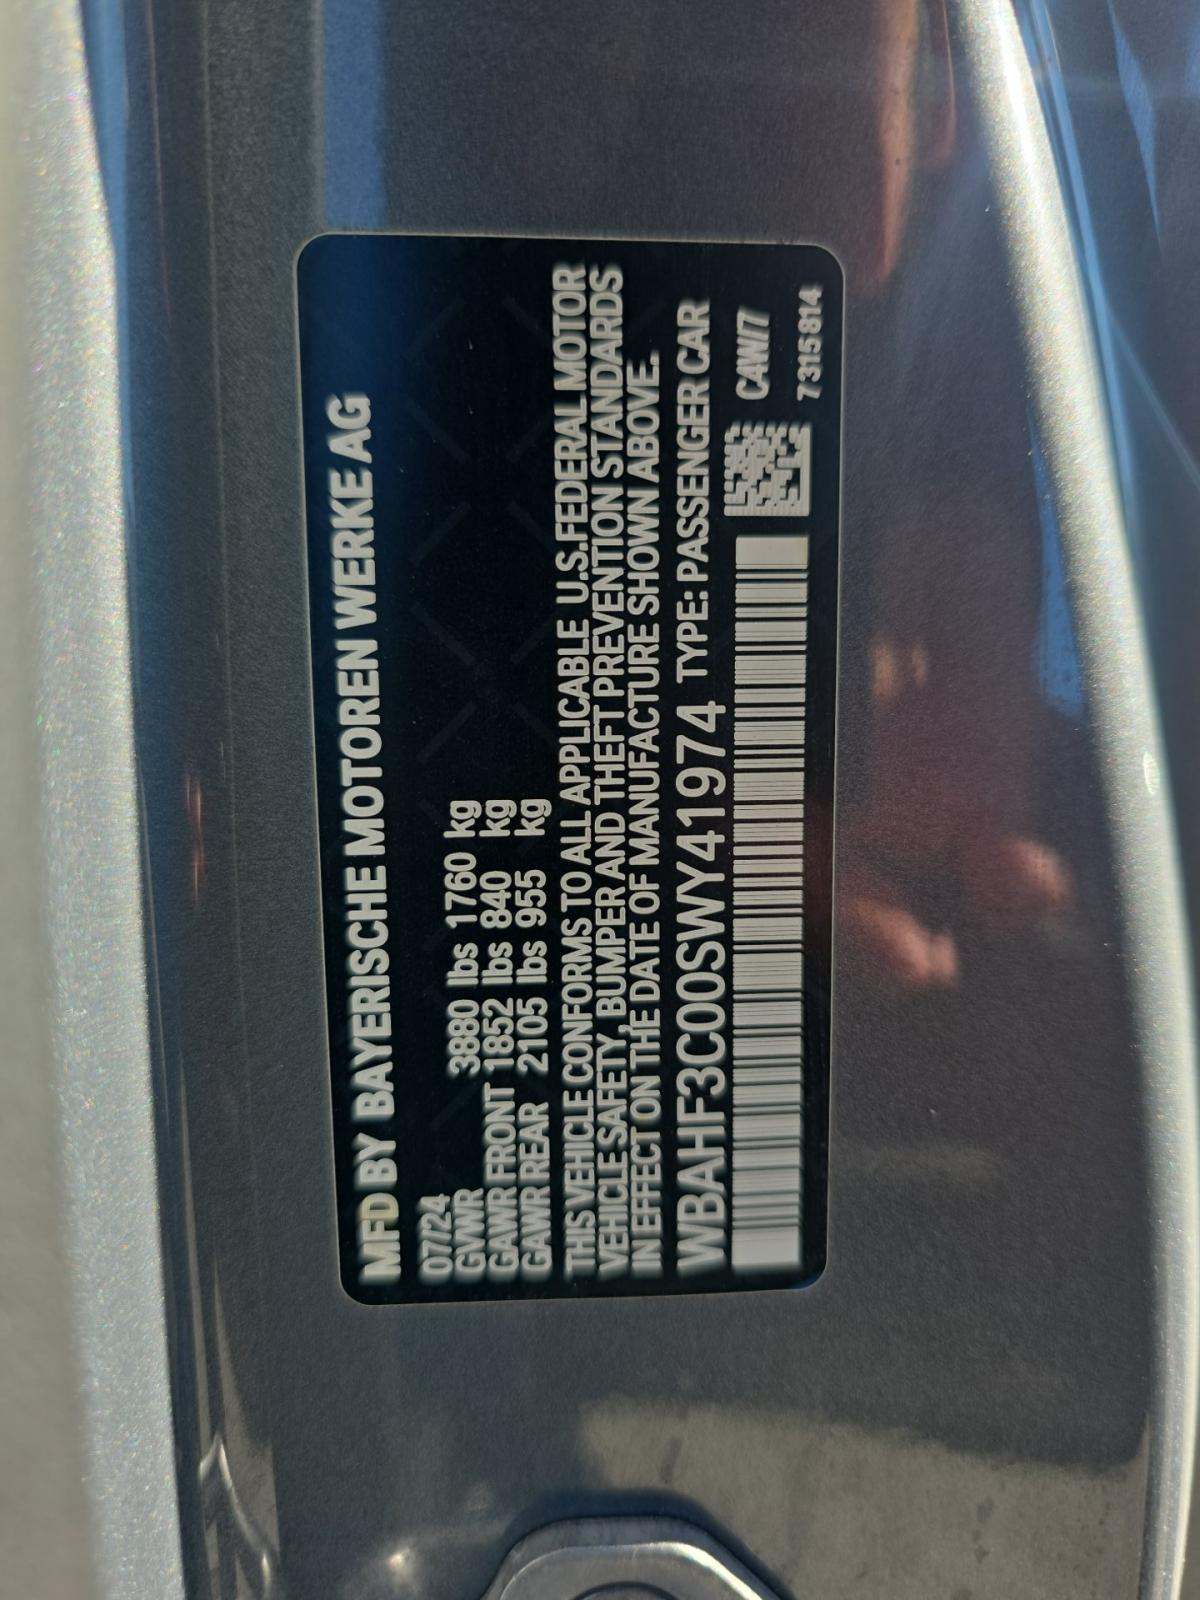 MFD BY BAYERISCHE MOTOREN WERKE AG
07/24
GVWR 3880 lbs 1760 kg
GAWR FRONT 1852 lbs 840 kg
GAWR REAR 2105 lbs 955 kg
THIS VEHICLE CONFORMS TO ALL APPLICABLE U.S.FEDERAL MOTOR
VEHICLE SAFETY, BUMPER AND THEFT PREVENTION STANDARDS
IN EFFECT ON THE DATE OF MANUFACTURE SHOWN ABOVE.
WBAHF3C00SWY41974 TYPE: PASSENGER CAR
C4W/7
7315814